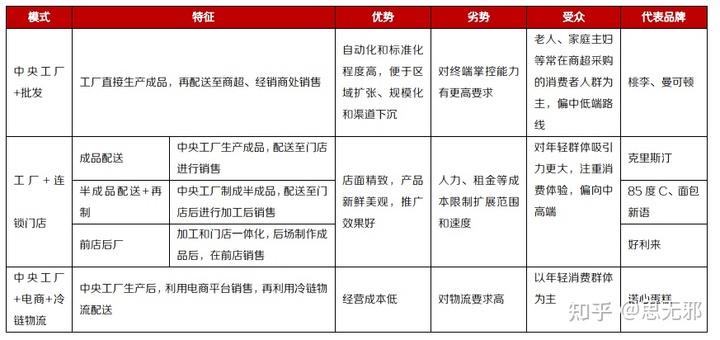 模式 特征 优势 劣势 受众 代表品牌
中央工厂
+批发
工厂直接生产成品，再配送至商超、经销商处销售
自动化和标准化
程度高，便于区
域扩张、规模化
和渠道下沉
对终端掌控能力
有更高要求
老人、家庭主妇
等常在商超采购
的消费者人群为
主，偏中低端路
线
桃李、曼可顿
工厂+连
锁门店
成品配送
中央工厂生产成品，配送至门店
进行销售
半成品配送+再
制
中央工厂制成半成品，配送至门
店后进行加工后销售
前店后厂
加工和门店一体化，后场制作成
品后，在前店销售
店面精致，产品
新鲜美观，推广
效果好
人力、租金等成
本限制扩展范围
和速度
对年轻群体吸引
力更大，注重消
费体验，偏向中
高端
克里斯汀
85度C、面包
新语
好利来
中央工厂
+电商+冷
链物流
中央工厂生产后，利用电商平台销售，再利用冷链物
流配送
经营成本低
对物流要求高
以年轻消费群体
为主
诺心蛋糕
知乎 @思无邪